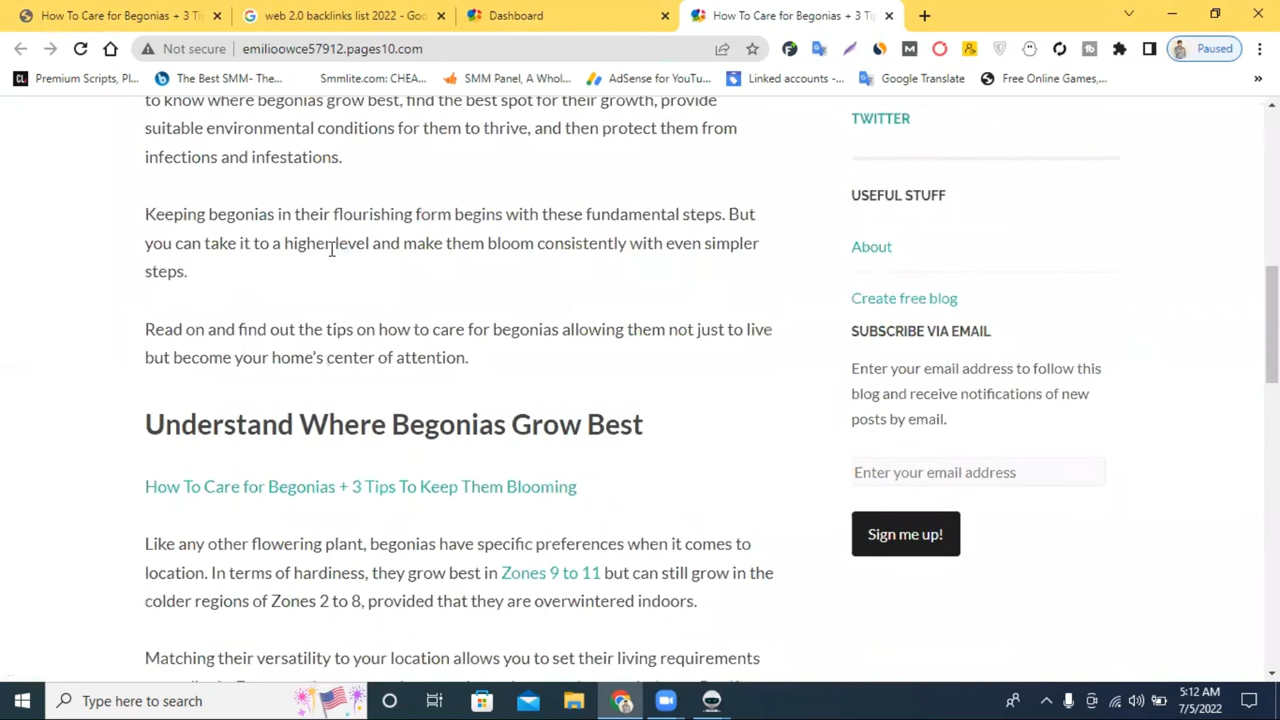 How To Care for Begonias + 3 Tip
web 2.0 backlinks list 2022 - Goo
Dashboard
How To Care for Begonias + 3 Tip
Not secure
emilioowce57912.pages10.com
Paused
Premium Scripts, Pl...
The Best SMM- The...
Smmlite.com: CHEA...
SMM Panel, A Whol...
AdSense for YouTu...
Linked accounts -...
Google Translate
Free Online Games,...
to know where begonias grow best, find the best spot for their growth, provide
suitable environmental conditions for them to thrive, and then protect them from
infections and infestations.
Keeping begonias in their flourishing form begins with these fundamental steps. But
you can take it to a higher level and make them bloom consistently with even simpler
steps.
Read on and find out the tips on how to care for begonias allowing them not just to live
but become your home's center of attention.
Understand Where Begonias Grow Best
How To Care for Begonias + 3 Tips To Keep Them Blooming
Like any other flowering plant, begonias have specific preferences when it comes to
location. In terms of hardiness, they grow best in Zones 9 to 11 but can still grow in the
colder regions of Zones 2 to 8, provided that they are overwintered indoors.
Matching their versatility to your location allows you to set their living requirements
TWITTER
USEFUL STUFF
About
Create free blog
SUBSCRIBE VIA EMAIL
Enter your email address to follow this
blog and receive notifications of new
posts by email.
Enter your email address
Sign me up!
Type here to search
5:12 AM
7/5/2022